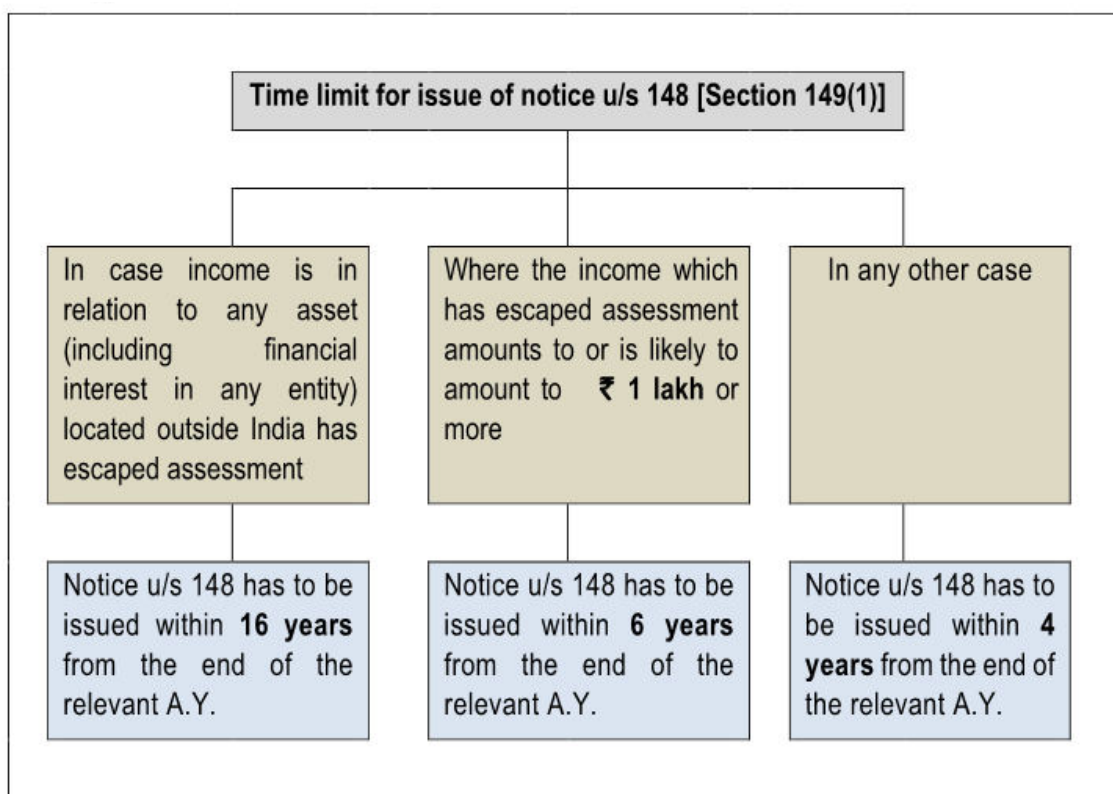 Time limit for issue of notice u/s 148 [Section 149(1)]
In case income is in
relation to any asset
(including financial
interest in any entity)
located outside India has
escaped assessment
Where the income which
has escaped assessment
amounts to or is likely to
amount to ₹ 1 lakh or
more
In any other case
Notice u/s 148 has to be
issued within 16 years
from the end of the
relevant A.Y.
Notice u/s 148 has to be
issued within 6 years
from the end of the
relevant A.Y.
Notice u/s 148 has to
be issued within 4
years from the end of
the relevant A.Y.